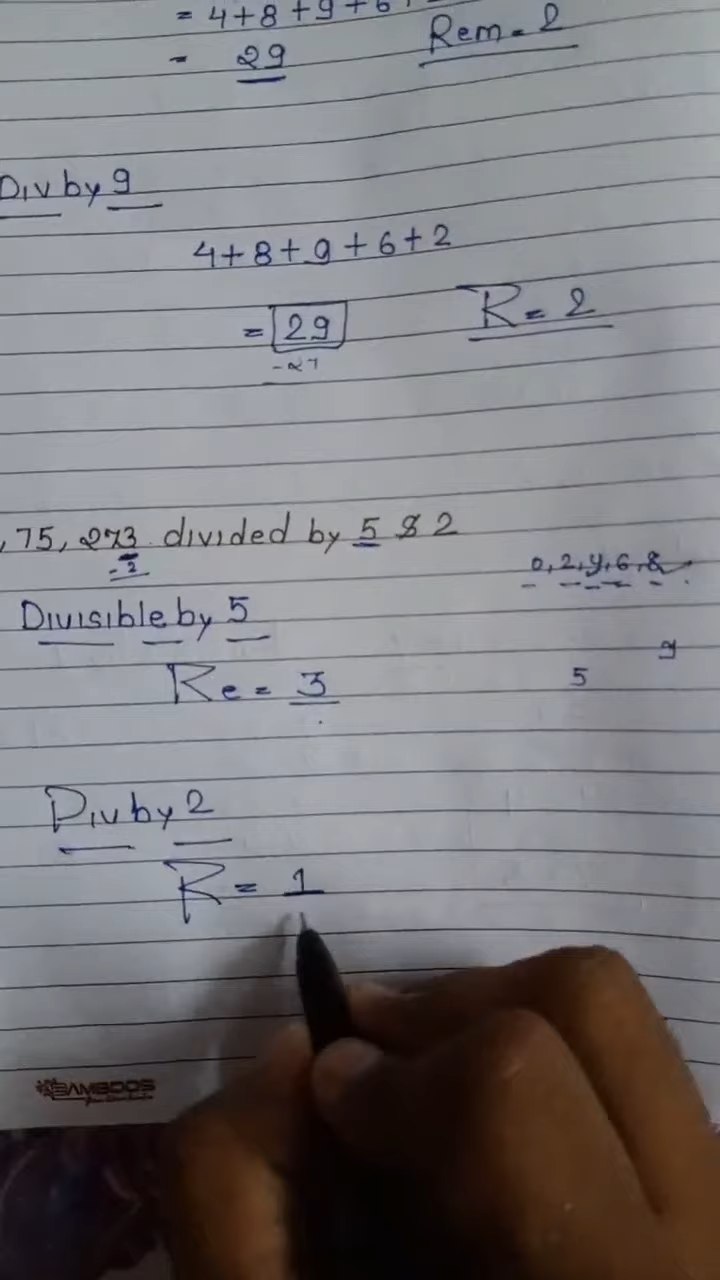 = 4+8+9+6
= 29 Rem = 2
Div by 9
4+8+9+6+2
= 29 R = 2
-27
, 75, 273 divided by 5 & 2
-2 0, 2, 4, 6, 8
Divisible by 5
Re = 3 5 9
Div by 2
R = 1
BAMBOOS